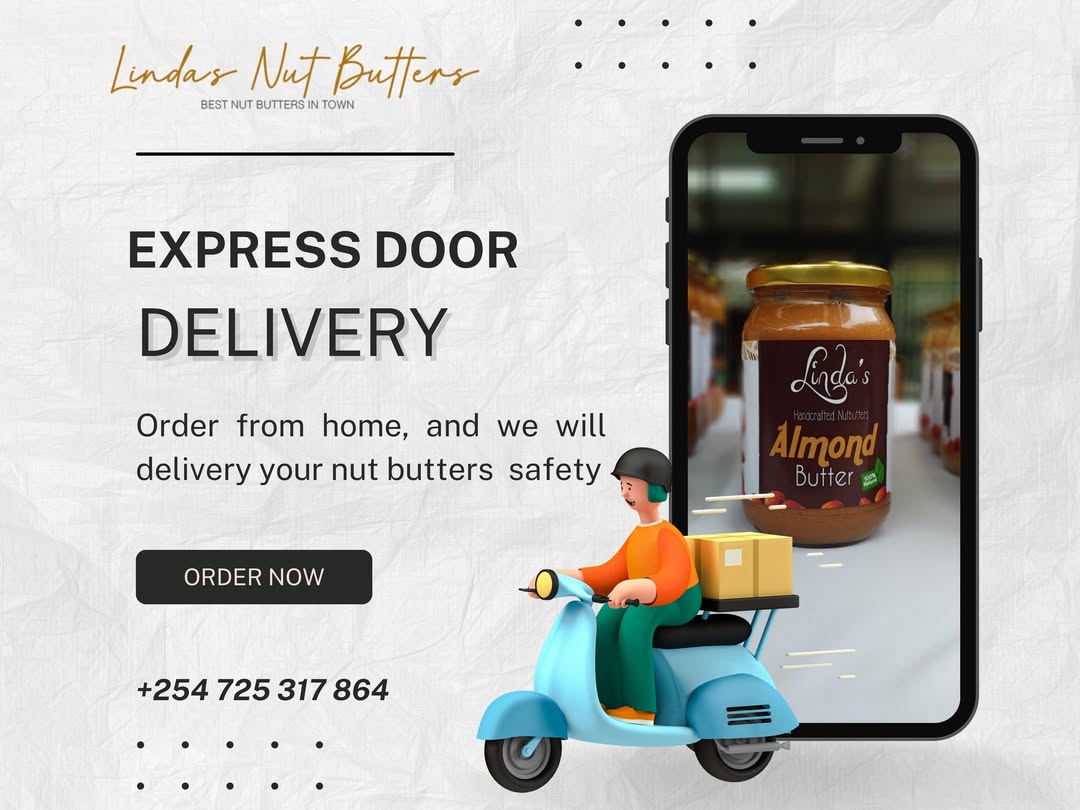 Lindas Nut Butters
BEST NUT BUTTERS IN TOWN
EXPRESS DOOR
DELIVERY
Order from home, and we will
delivery your nut butters safety
ORDER NOW
+254 725 317 864
Linda's
Handcrafted Nutbutters
Almond
Butter
100%
Natural